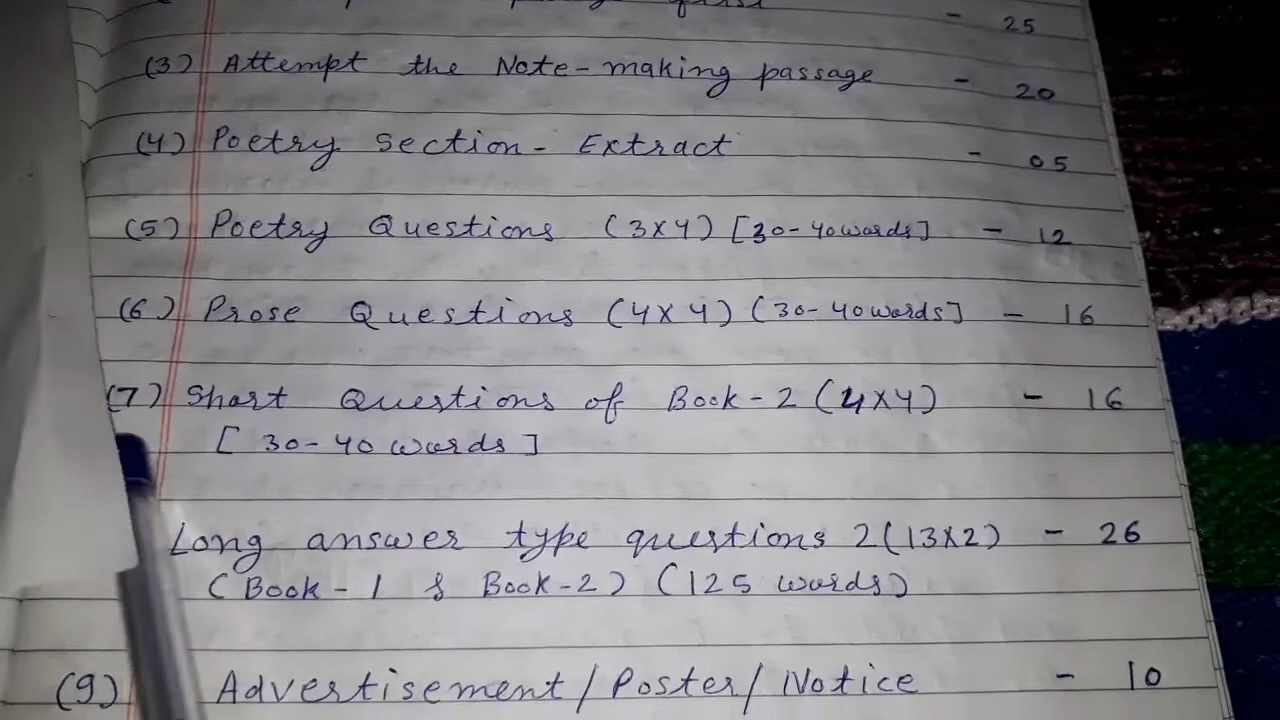 - 25
(3) Attempt the Note-making passage - 20
(4) Poetry Section - Extract - 05
(5) Poetry Questions (3x4) [30-40words] - 12
(6) Prose Questions (4x4) (30-40words] - 16
(7) Short Questions of Book-2 (4x4) - 16
[30-40 words]
Long answer type questions 2(13x2) - 26
(Book-1 & Book-2) (125 words)
(9) Advertisement/Poster/Notice - 10